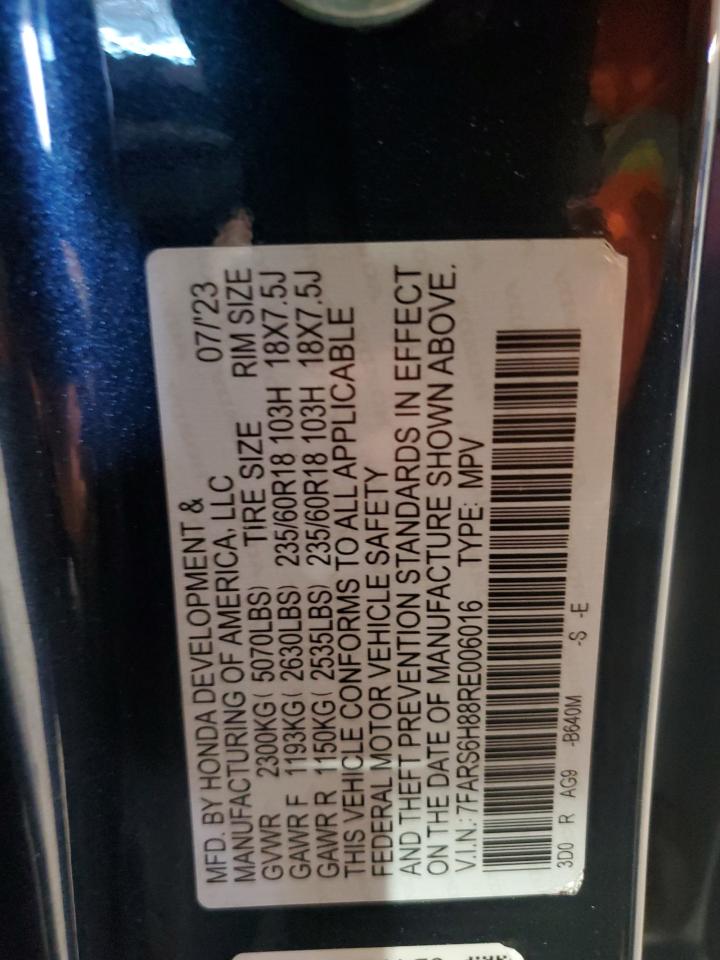 MFD. BY HONDA DEVELOPMENT & 07/'23
MANUFACTURING OF AMERICA, LLC
TIRE SIZE RIM SIZE
GVWR 2300KG( 5070LBS)
GAWR F 1193KG( 2630LBS) 235/60R18 103H 18X7.5J
GAWR R 1150KG( 2535LBS) 235/60R18 103H 18X7.5J
THIS VEHICLE CONFORMS TO ALL APPLICABLE
FEDERAL MOTOR VEHICLE SAFETY
AND THEFT PREVENTION STANDARDS IN EFFECT
ON THE DATE OF MANUFACTURE SHOWN ABOVE.
V.I.N.: 7FARS6H88RE006016 TYPE: MPV
3D0 R AG9 -B640M -S -E